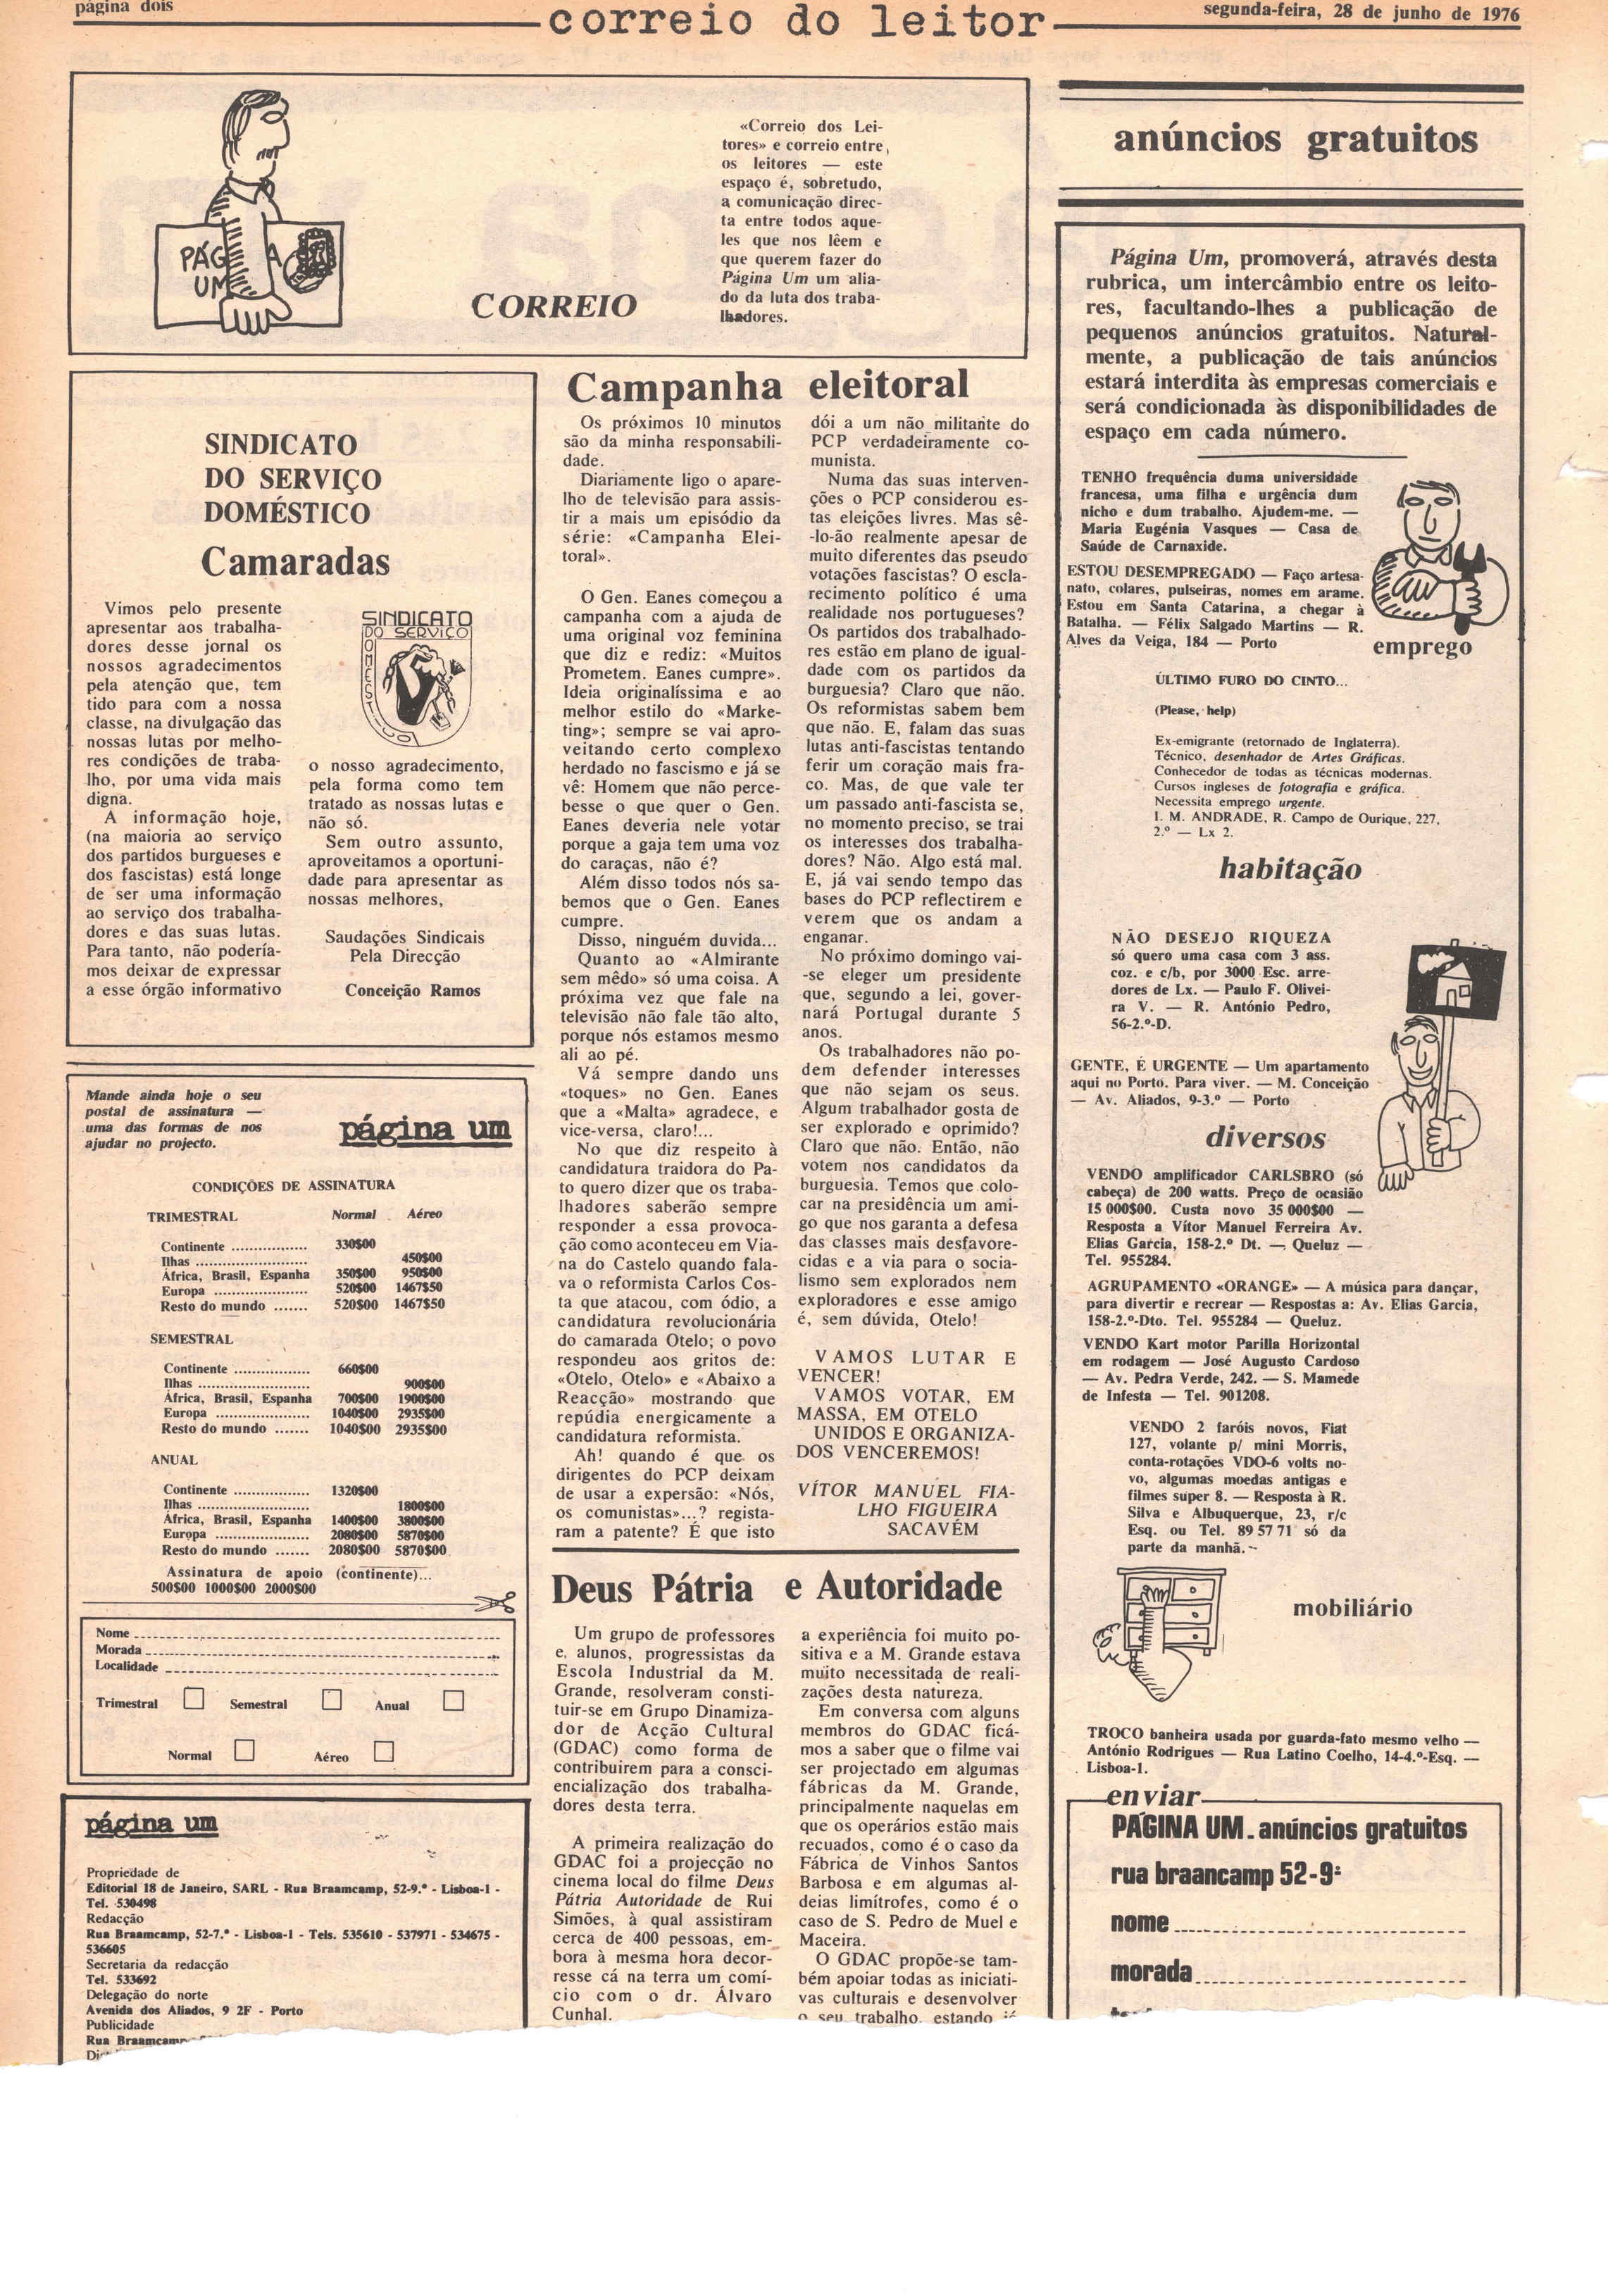 página dois
correio do leitor
segunda-feira, 28 de junho de 1976
PÁG A
UM
CORREIO
«Correio dos Lei-
tores» e correio entre
os leitores — este
espaço é, sobretudo,
a comunicação direc-
ta entre todos aque-
les que nos lêem e
que querem fazer do
Página Um um alia-
do da luta dos traba-
lhadores.
SINDICATO
DO SERVIÇO
DOMÉSTICO
Camaradas
Vimos pelo presente
apresentar aos trabalha-
dores desse jornal os
nossos agradecimentos
pela atenção que, tem
tido para com a nossa
classe, na divulgação das
nossas lutas por melho-
res condições de traba-
lho, por uma vida mais
digna.
A informação hoje,
(na maioria ao serviço
dos partidos burgueses e
dos fascistas) está longe
de ser uma informação
ao serviço dos trabalha-
dores e das suas lutas.
Para tanto, não podería-
mos deixar de expressar
a esse órgão informativo
SINDICATO
DO SERVIÇO
DOMESTICO
o nosso agradecimento,
pela forma como tem
tratado as nossas lutas e
não só.
Sem outro assunto,
aproveitamos a oportuni-
dade para apresentar as
nossas melhores,
Saudações Sindicais
Pela Direcção
Conceição Ramos
Mande ainda hoje o seu
postal de assinatura —
uma das formas de nos
ajudar no projecto.
página um
CONDIÇÕES DE ASSINATURA
TRIMESTRAL Normal Aéreo
Continente ................. 330$00
Ilhas ......................... 450$00
África, Brasil, Espanha 350$00 950$00
Europa ..................... 520$00 1467$50
Resto do mundo ....... 520$00 1467$50
SEMESTRAL
Continente ................. 660$00
Ilhas ......................... 900$00
África, Brasil, Espanha 700$00 1900$00
Europa ..................... 1040$00 2935$00
Resto do mundo ....... 1040$00 2935$00
ANUAL
Continente ................. 1320$00
Ilhas ......................... 1800$00
África, Brasil, Espanha 1400$00 3800$00
Europa ..................... 2080$00 5870$00
Resto do mundo ....... 2080$00 5870$00
Assinatura de apoio (continente)...
500$00 1000$00 2000$00
Nome
Morada
Localidade
Trimestral Semestral Anual
Normal Aéreo
página um
Propriedade de
Editorial 18 de Janeiro, SARL - Rua Braamcamp, 52-9.º - Lisboa-1 -
Tel. 530498
Redacção
Rua Braamcamp, 52-7.º - Lisboa-1 - Tels. 535610 - 537971 - 534675 -
536605
Secretaria da redacção
Tel. 533692
Delegação do norte
Avenida dos Aliados, 9 2F - Porto
Publicidade
Rua Braamcamp
Campanha eleitoral
Os próximos 10 minutos
são da minha responsabili-
dade.
Diariamente ligo o apare-
lho de televisão para assis-
tir a mais um episódio da
série: «Campanha Elei-
toral».
O Gen. Eanes começou a
campanha com a ajuda de
uma original voz feminina
que diz e rediz: «Muitos
Prometem. Eanes cumpre».
Ideia originalíssima e ao
melhor estilo do «Marke-
ting»; sempre se vai apro-
veitando certo complexo
herdado no fascismo e já se
vê: Homem que não perce-
besse o que quer o Gen.
Eanes deveria nele votar
porque a gaja tem uma voz
do caraças, não é?
Além disso todos nós sa-
bemos que o Gen. Eanes
cumpre.
Disso, ninguém duvida...
Quanto ao «Almirante
sem mêdo» só uma coisa. A
próxima vez que fale na
televisão não fale tão alto,
porque nós estamos mesmo
ali ao pé.
Vá sempre dando uns
«toques» no Gen. Eanes
que a «Malta» agradece, e
vice-versa, claro!...
No que diz respeito à
candidatura traidora do Pa-
to quero dizer que os traba-
lhadores saberão sempre
responder a essa provoca-
ção como aconteceu em Via-
na do Castelo quando fala-
va o reformista Carlos Cos-
ta que atacou, com ódio, a
candidatura revolucionária
do camarada Otelo; o povo
respondeu aos gritos de:
«Otelo, Otelo» e «Abaixo a
Reacção» mostrando que
repúdia energicamente a
candidatura reformista.
Ah! quando é que os
dirigentes do PCP deixam
de usar a expersão: «Nós,
os comunistas»...? regista-
ram a patente? É que isto
dói a um não militante do
PCP verdadeiramente co-
munista.
Numa das suas interven-
ções o PCP considerou es-
tas eleições livres. Mas sê-
-lo-ão realmente apesar de
muito diferentes das pseudo
votações fascistas? O escla-
recimento político é uma
realidade nos portugueses?
Os partidos dos trabalhado-
res estão em plano de igual-
dade com os partidos da
burguesia? Claro que não.
Os reformistas sabem bem
que não. E, falam das suas
lutas anti-fascistas tentando
ferir um coração mais fra-
co. Mas, de que vale ter
um passado anti-fascista se,
no momento preciso, se trai
os interesses dos trabalha-
dores? Não. Algo está mal.
E, já vai sendo tempo das
bases do PCP reflectirem e
verem que os andam a
enganar.
No próximo domingo vai-
-se eleger um presidente
que, segundo a lei, gover-
nará Portugal durante 5
anos.
Os trabalhadores não po-
dem defender interesses
que não sejam os seus.
Algum trabalhador gosta de
ser explorado e oprimido?
Claro que não. Então, não
votem nos candidatos da
burguesia. Temos que colo-
car na presidência um ami-
go que nos garanta a defesa
das classes mais desfavore-
cidas e a via para o socia-
lismo sem explorados nem
exploradores e esse amigo
é, sem dúvida, Otelo!
VAMOS LUTAR E
VENCER!
VAMOS VOTAR, EM
MASSA, EM OTELO
UNIDOS E ORGANIZA-
DOS VENCEREMOS!
VÍTOR MANUEL FIA-
LHO FIGUEIRA
SACAVÉM
Deus Pátria e Autoridade
Um grupo de professores
e, alunos, progressistas da
Escola Industrial da M.
Grande, resolveram consti-
tuir-se em Grupo Dinamiza-
dor de Acção Cultural
(GDAC) como forma de
contribuirem para a consci-
encialização dos trabalha-
dores desta terra.
A primeira realização do
GDAC foi a projecção no
cinema local do filme Deus
Pátria Autoridade de Rui
Simões, à qual assistiram
cerca de 400 pessoas, em-
bora à mesma hora decor-
resse cá na terra um comí-
cio com o dr. Álvaro
Cunhal.
a experiência foi muito po-
sitiva e a M. Grande estava
muito necessitada de reali-
zações desta natureza.
Em conversa com alguns
membros do GDAC ficá-
mos a saber que o filme vai
ser projectado em algumas
fábricas da M. Grande,
principalmente naquelas em
que os operários estão mais
recuados, como é o caso da
Fábrica de Vinhos Santos
Barbosa e em algumas al-
deias limítrofes, como é o
caso de S. Pedro de Muel e
Maceira.
O GDAC propõe-se tam-
bém apoiar todas as iniciati-
vas culturais e desenvolver
o seu trabalho, estando já
anúncios gratuitos
Página Um, promoverá, através desta
rubrica, um intercâmbio entre os leito-
res, facultando-lhes a publicação de
pequenos anúncios gratuitos. Natural-
mente, a publicação de tais anúncios
estará interdita às empresas comerciais e
será condicionada às disponibilidades de
espaço em cada número.
TENHO frequência duma universidade
francesa, uma filha e urgência dum
nicho e dum trabalho. Ajudem-me. —
Maria Eugénia Vasques — Casa de
Saúde de Carnaxide.
ESTOU DESEMPREGADO — Faço artesa-
nato, colares, pulseiras, nomes em arame.
Estou em Santa Catarina, a chegar à
Batalha. — Félix Salgado Martins — R.
Alves da Veiga, 184 — Porto
emprego
ÚLTIMO FURO DO CINTO...
(Please, help)
Ex-emigrante (retornado de Inglaterra).
Técnico, desenhador de Artes Gráficas.
Conhecedor de todas as técnicas modernas.
Cursos ingleses de fotografia e gráfica.
Necessita emprego urgente.
I. M. ANDRADE, R. Campo de Ourique, 227,
2.º — Lx 2.
habitação
NÃO DESEJO RIQUEZA
só quero uma casa com 3 ass.
coz. e c/b, por 3000 Esc. arre-
dores de Lx. — Paulo F. Olivei-
ra V. — R. António Pedro,
56-2.º-D.
GENTE, É URGENTE — Um apartamento
aqui no Porto. Para viver. — M. Conceição
— Av. Aliados, 9-3.º — Porto
diversos
VENDO amplificador CARLSBRO (só
cabeça) de 200 watts. Preço de ocasião
15 000$00. Custa novo 35 000$00 —
Resposta a Vítor Manuel Ferreira Av.
Elias Garcia, 158-2.º Dt. — Queluz —
Tel. 955284.
AGRUPAMENTO «ORANGE» — A música para dançar,
para divertir e recrear — Respostas a: Av. Elias Garcia,
158-2.º-Dto. Tel. 955284 — Queluz.
VENDO Kart motor Parilla Horizontal
em rodagem — José Augusto Cardoso
— Av. Pedra Verde, 242. — S. Mamede
de Infesta — Tel. 901208.
VENDO 2 faróis novos, Fiat
127, volante p/ mini Morris,
conta-rotações VDO-6 volts no-
vo, algumas moedas antigas e
filmes super 8. — Resposta à R.
Silva e Albuquerque, 23, r/c
Esq. ou Tel. 89 57 71 só da
parte da manhã.
mobiliário
TROCO banheira usada por guarda-fato mesmo velho —
António Rodrigues — Rua Latino Coelho, 14-4.º-Esq. —
Lisboa-1.
enviar
PÁGINA UM - anúncios gratuitos
rua braancamp 52-9º
nome
morada